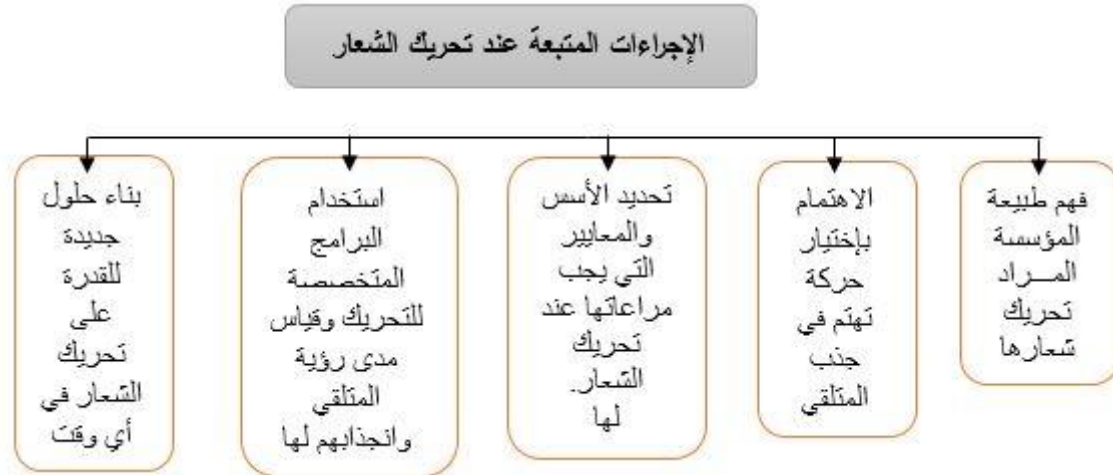 الإجراءات المتبعة عند تحريك الشعار
فهم طبيعة
المؤسسة
المـــراد
تحريك
شعارها
الاهتمام
بإختيار
حركة
تهتم في
جذب
المتلقي
تحديد الأسس
والمعايير
التي يجب
مراعاتها عند
تحريك
الشعار.
لها
استخدام
البرامج
المتخصصة
للتحريك وقياس
مدى رؤية
المتلقي
وانجذابهم لها
بناء حلول
جديدة
للقدرة
على
تحريك
الشعار في
أي وقت